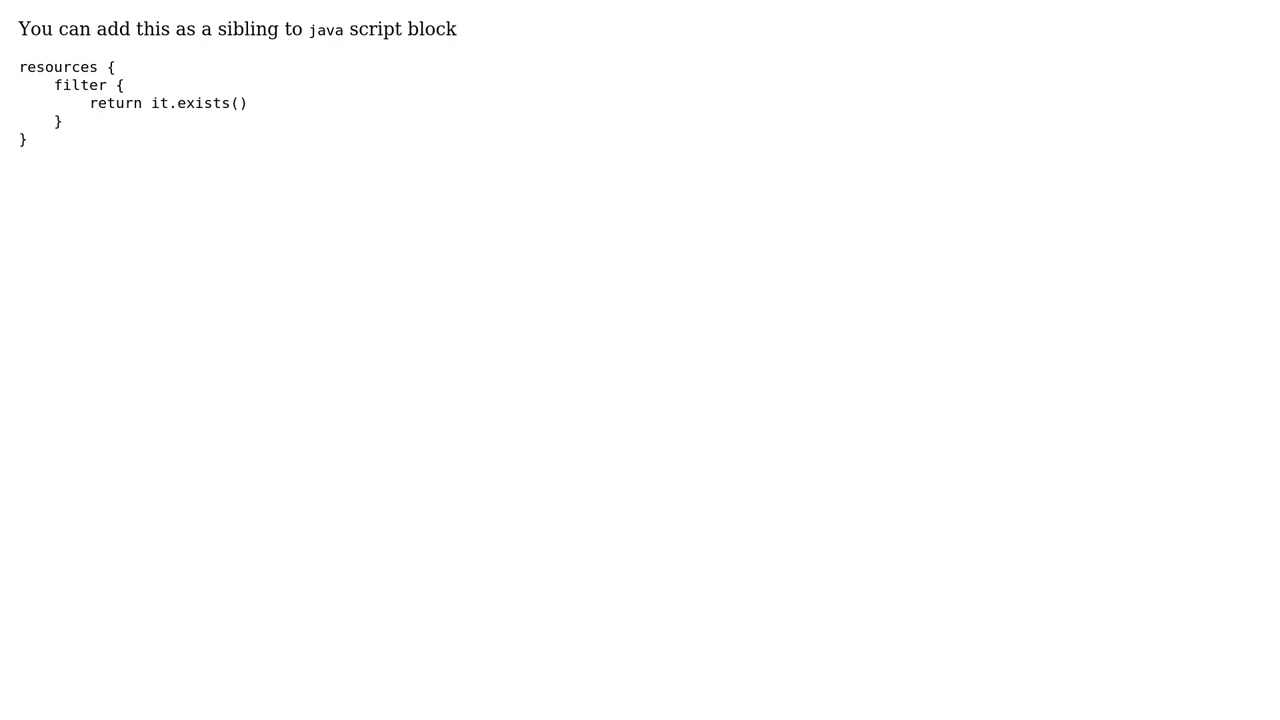 You can add this as a sibling to java script block
resources {
    filter {
        return it.exists()
    }
}